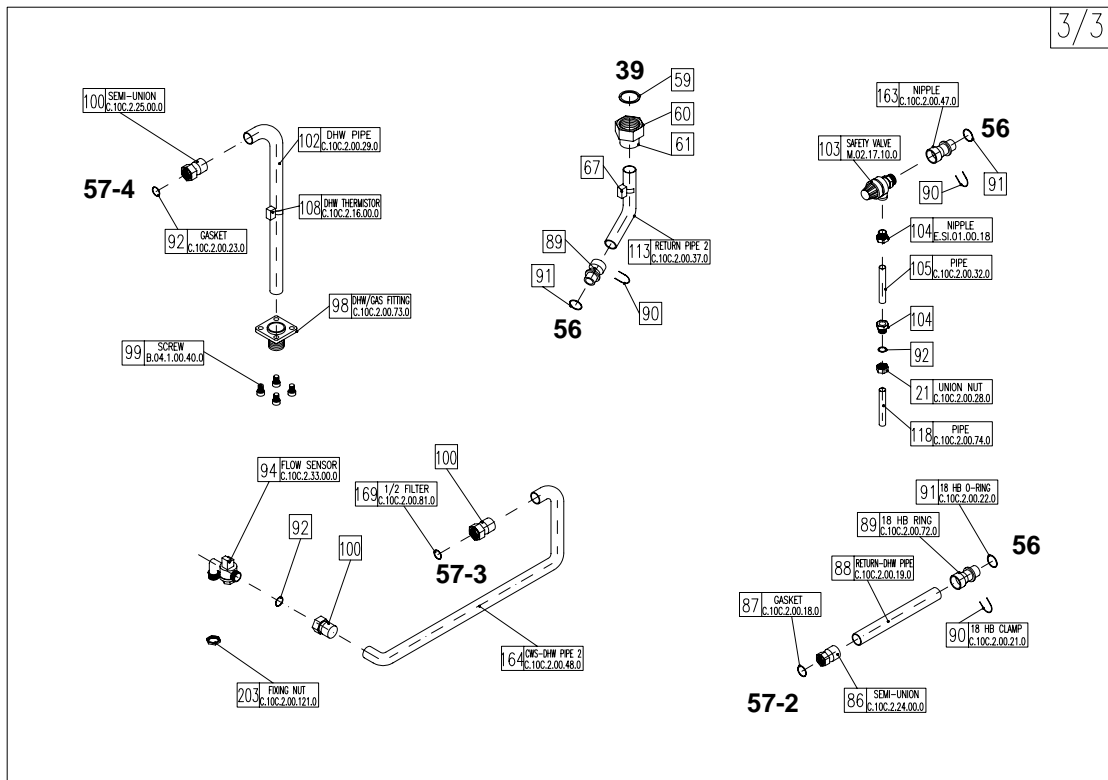 3/3
100 SEMI-UNION
C.10C.2.25.00.0
102 DHW PIPE
C.10C.2.00.29.0
57-4
108 DHW THERMISTOR
C.10C.2.16.00.0
92 GASKET
C.10C.2.00.23.0
98 DHW/GAS FITTING
C.10C.2.00.73.0
99 SCREW
B.04.1.00.40.0
39
59
60
61
67
113 RETURN PIPE 2
C.10C.2.00.37.0
89
91
90
56
163 NIPPLE
C.10C.2.00.47.0
56
103 SAFETY VALVE
M.02.17.10.0
90
91
104 NIPPLE
E.SI.01.00.18
105 PIPE
C.10C.2.00.32.0
104
92
21 UNION NUT
C.10C.2.00.28.0
118 PIPE
C.10C.2.00.74.0
94 FLOW SENSOR
C.10C.2.33.00.0
92
100
169 1/2 FILTER
C.10C.2.00.81.0
100
57-3
164 CWS-DHW PIPE 2
C.10C.2.00.48.0
203 FIXING NUT
C.10C.2.00.121.0
91 18 HB O-RING
C.10C.2.00.22.0
89 18 HB RING
C.10C.2.00.72.0
56
88 RETURN-DHW PIPE
C.10C.2.00.19.0
87 GASKET
C.10C.2.00.18.0
90 18 HB CLAMP
C.10C.2.00.21.0
57-2
86 SEMI-UNION
C.10C.2.24.00.0